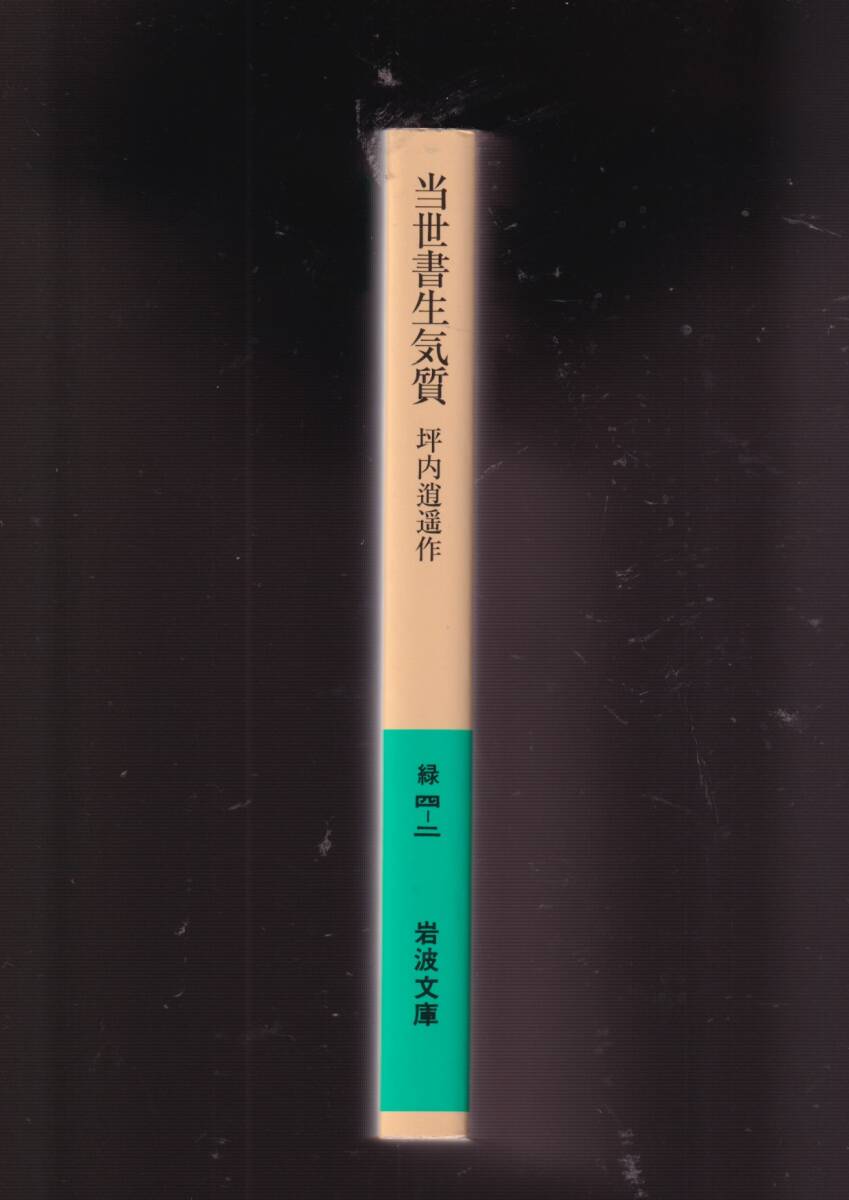 当世書生気質
坪内逍遥作
緑四-二
岩波文庫